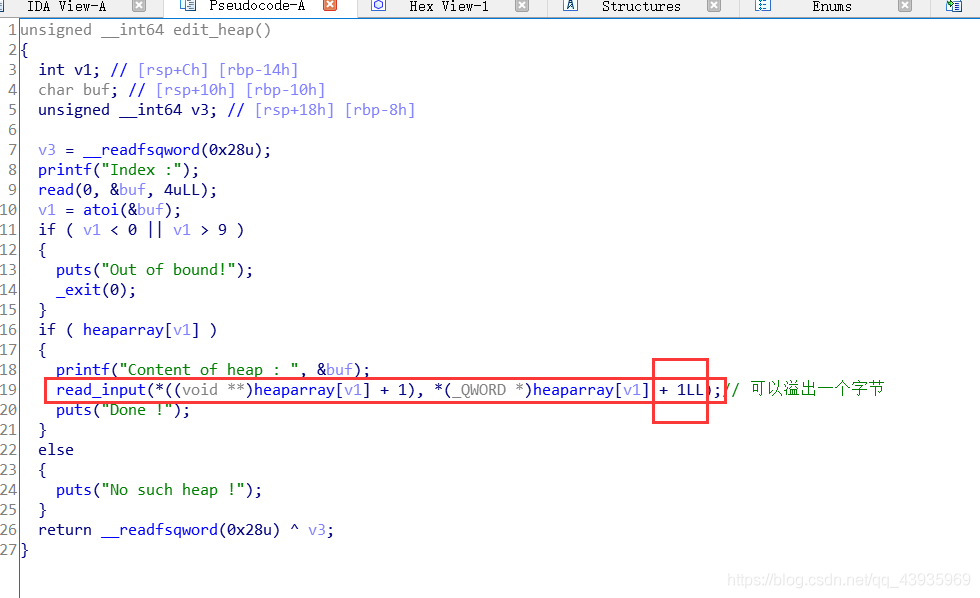 IDA View-A Pseudocode-A Hex View-1 Structures Enums
1 unsigned __int64 edit_heap()
2 {
3 int v1; // [rsp+Ch] [rbp-14h]
4 char buf; // [rsp+10h] [rbp-10h]
5 unsigned __int64 v3; // [rsp+18h] [rbp-8h]
6
7 v3 = __readfsqword(0x28u);
8 printf("Index :");
9 read(0, &buf, 4uLL);
10 v1 = atoi(&buf);
11 if ( v1 < 0 || v1 > 9 )
12 {
13 puts("Out of bound!");
14 _exit(0);
15 }
16 if ( heaparray[v1] )
17 {
18 printf("Content of heap : ", &buf);
19 read_input(*((void **)heaparray[v1] + 1), *(_QWORD *)heaparray[v1] + 1LL);// 可以溢出一个字节
20 puts("Done !");
21 }
22 else
23 {
24 puts("No such heap !");
25 }
26 return __readfsqword(0x28u) ^ v3;
27 }
https://blog.csdn.net/qq_43935969